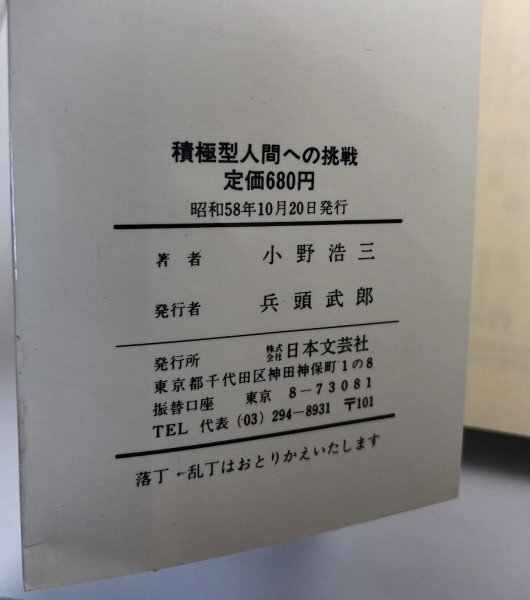 積極型人間への挑戦
定価680円
昭和58年10月20日発行
著者 小野浩三
発行者 兵頭武郎
発行所 株式会社日本文芸社
東京都千代田区神田神保町1の8
振替口座 東京 8-73081
TEL 代表 (03) 294-8931 〒101
落丁・乱丁はおとりかえいたします